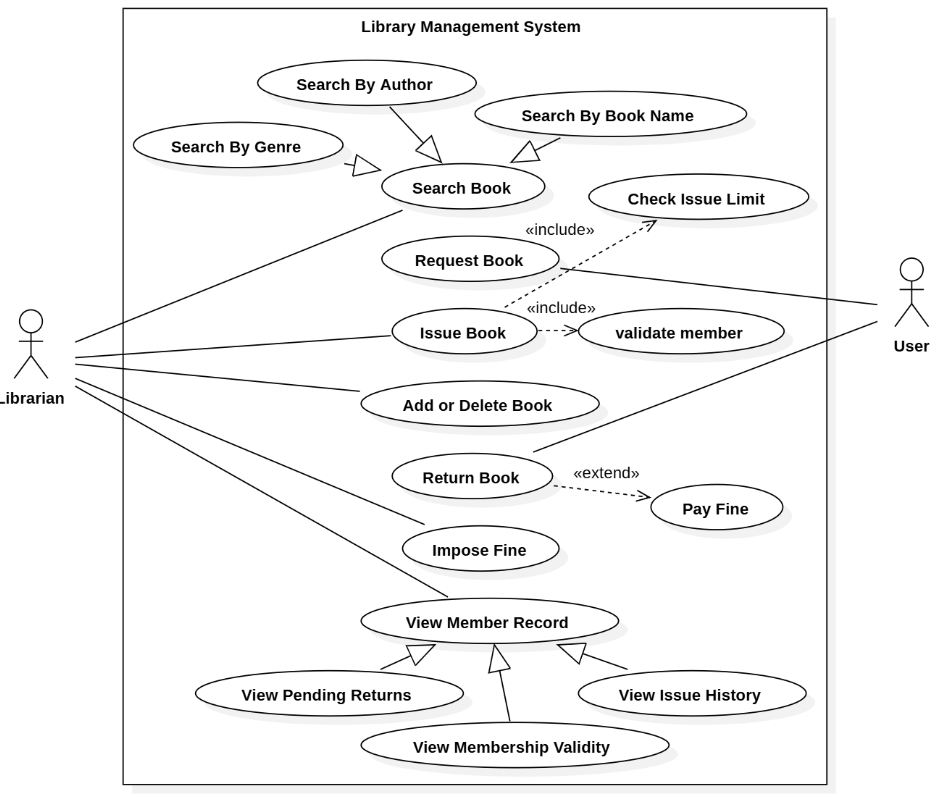 Library Management System
Search By Author
Search By Book Name
Search By Genre
Search Book
Check Issue Limit
«include»
Request Book
«include»
Issue Book
validate member
User
Librarian
Add or Delete Book
Return Book
«extend»
Pay Fine
Impose Fine
View Member Record
View Pending Returns
View Issue History
View Membership Validity